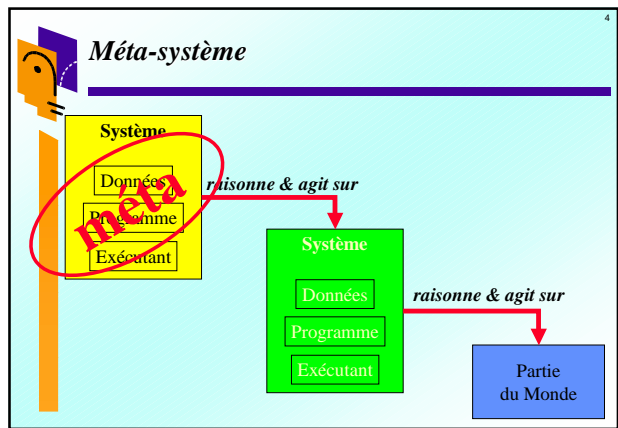 4
Méta-système
Système
Données
Programme
Exécutant
méta
raisonne & agit sur
Système
Données
Programme
Exécutant
raisonne & agit sur
Partie
du Monde